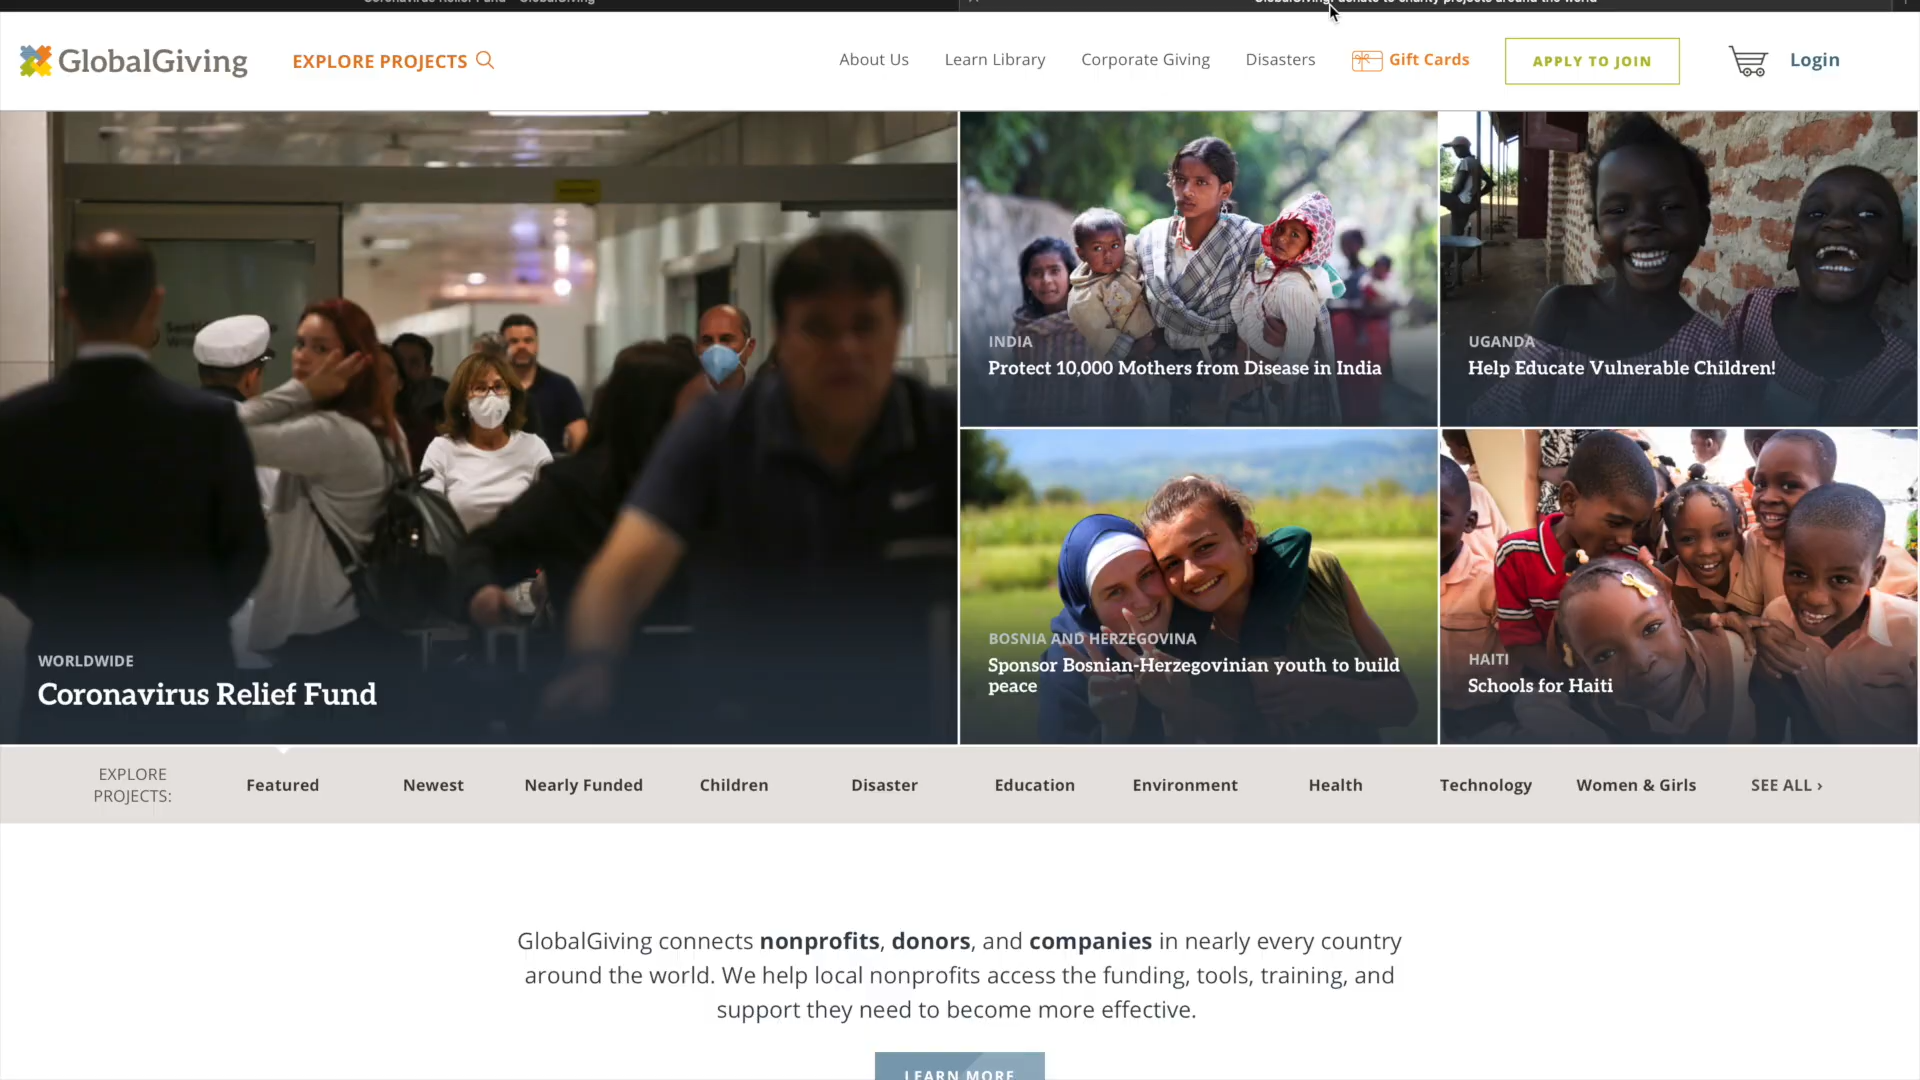 Coronavirus Relief Fund - GlobalGiving
GlobalGiving: donate to charity projects around the world
GlobalGiving
EXPLORE PROJECTS
About Us
Learn Library
Corporate Giving
Disasters
Gift Cards
APPLY TO JOIN
Login
WORLDWIDE
Coronavirus Relief Fund
INDIA
Protect 10,000 Mothers from Disease in India
UGANDA
Help Educate Vulnerable Children!
BOSNIA AND HERZEGOVINA
Sponsor Bosnian-Herzegovinian youth to build
peace
HAITI
Schools for Haiti
EXPLORE
PROJECTS:
Featured
Newest
Nearly Funded
Children
Disaster
Education
Environment
Health
Technology
Women & Girls
SEE ALL ›
GlobalGiving connects nonprofits, donors, and companies in nearly every country
around the world. We help local nonprofits access the funding, tools, training, and
support they need to become more effective.
LEARN MORE